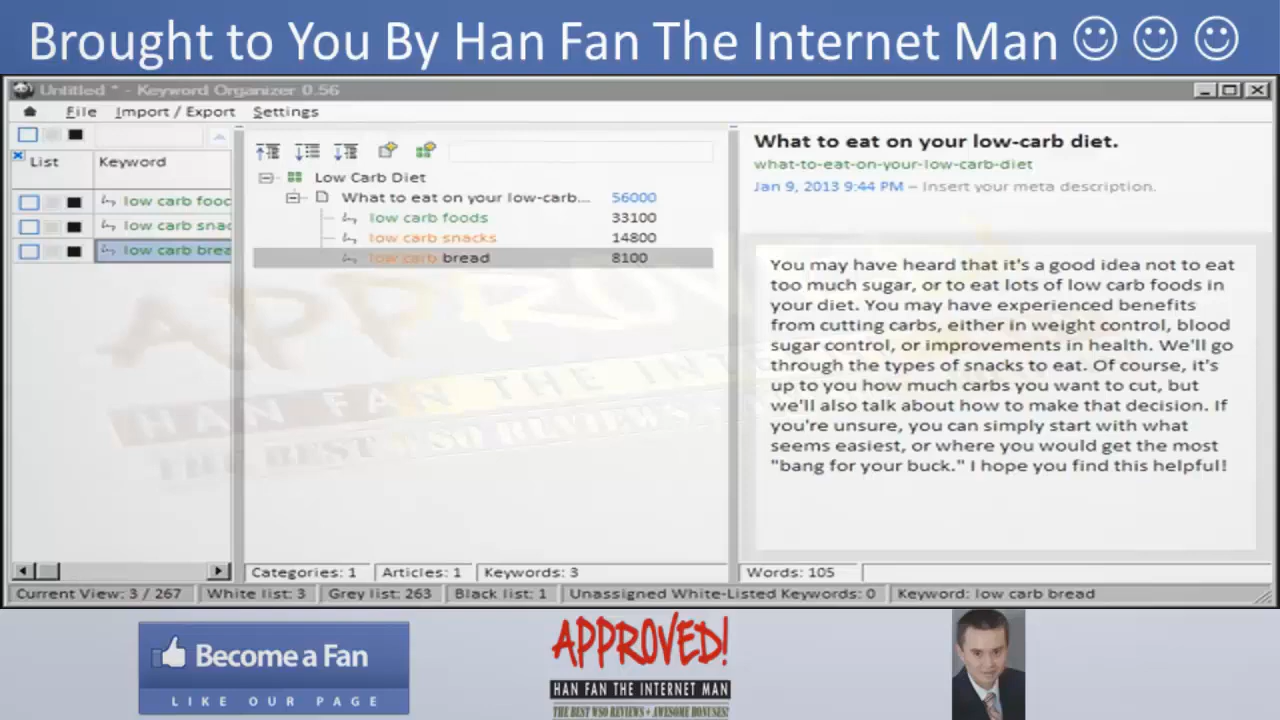 Brought to You By Han Fan The Internet Man
Untitled * - Keyword Organizer 0.56
File Import / Export Settings
List Keyword
low carb food
low carb snac
low carb brea
Low Carb Diet
What to eat on your low-carb... 56000
low carb foods 33100
low carb snacks 14800
low carb bread 8100
What to eat on your low-carb diet.
what-to-eat-on-your-low-carb-diet
Jan 9, 2013 9:44 PM – Insert your meta description.
You may have heard that it's a good idea not to eat
too much sugar, or to eat lots of low carb foods in
your diet. You may have experienced benefits
from cutting carbs, either in weight control, blood
sugar control, or improvements in health. We'll go
through the types of snacks to eat. Of course, it's
up to you how much carbs you want to cut, but
we'll also talk about how to make that decision. If
you're unsure, you can simply start with what
seems easiest, or where you would get the most
"bang for your buck." I hope you find this helpful!
APPROVED
HAN FAN THE INTE
THE BEST WSO REVIEWS +
Categories: 1 Articles: 1 Keywords: 3
Words: 105
Current View: 3 / 267 White list: 3 Grey list: 263 Black list: 1 Unassigned White-Listed Keywords: 0 Keyword: low carb bread
Become a Fan
LIKE OUR PAGE
APPROVED!
HAN FAN THE INTERNET MAN
THE BEST WSO REVIEWS + AWESOME BONUSES!